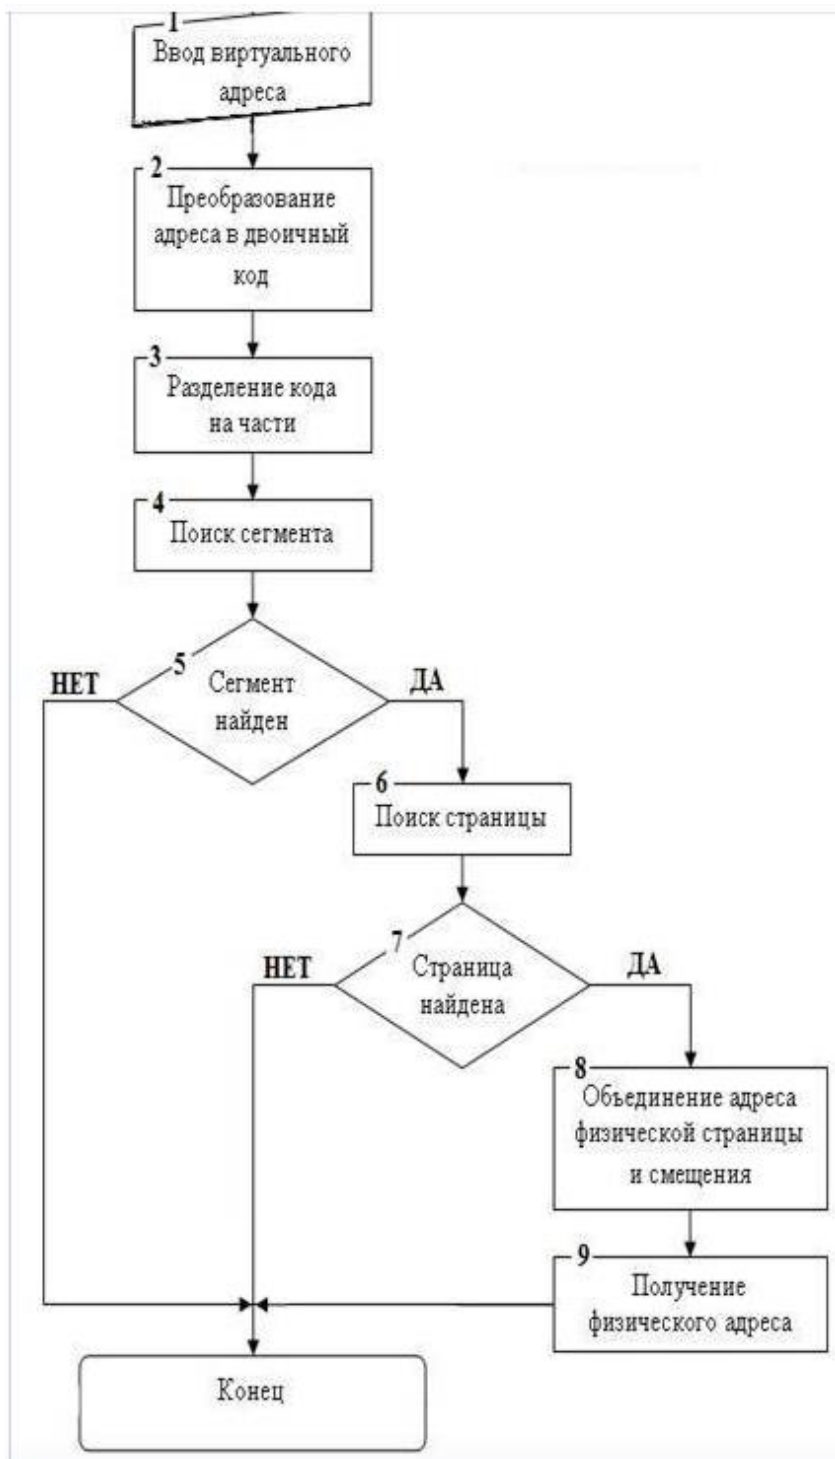 1
Ввод виртуального
адреса
2
Преобразование
адреса в двоичный
код
3
Разделение кода
на части
4
Поиск сегмента
5
НЕТ
ДА
Сегмент
найден
6
Поиск страницы
7
НЕТ
ДА
Страница
найдена
8
Объединение адреса
физической страницы
и смещения
9
Получение
физического адреса
Конец